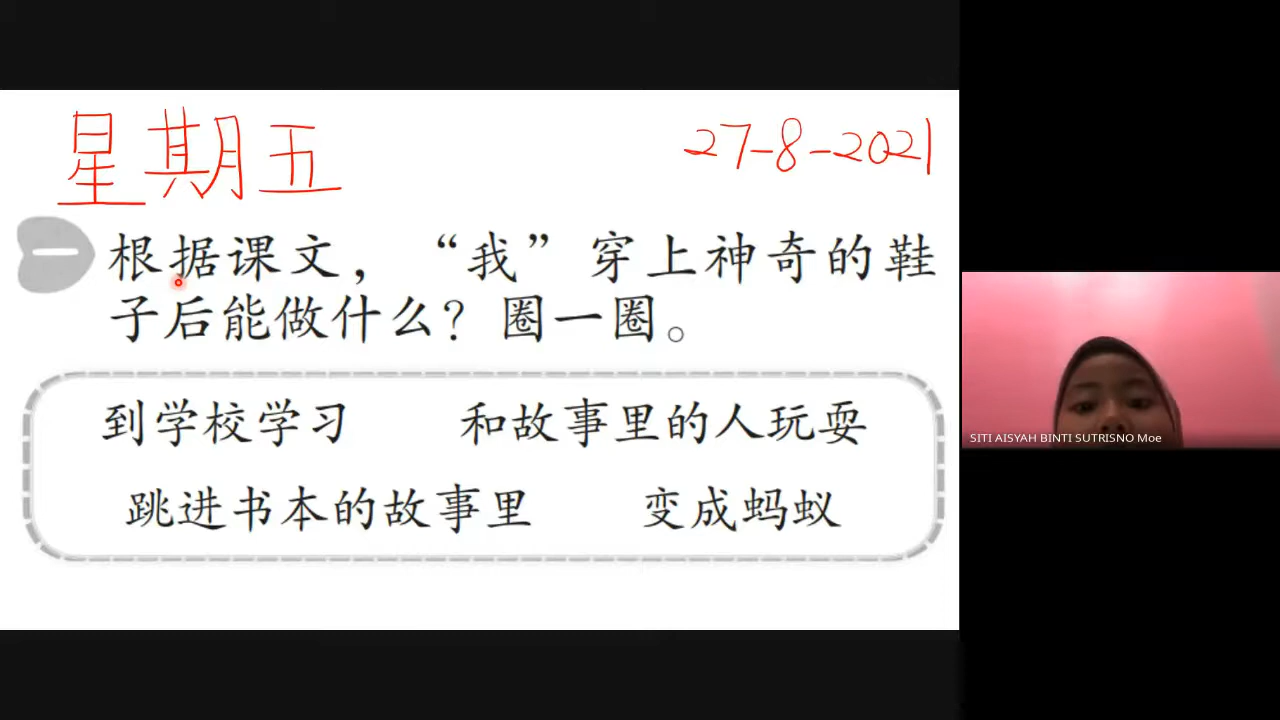 星期五 27-8-2021
一 根据课文，“我”穿上神奇的鞋
子后能做什么？圈一圈。
到学校学习 和故事里的人玩耍
跳进书本的故事里 变成蚂蚁
SITI AISYAH BINTI SUTRISNO Moe